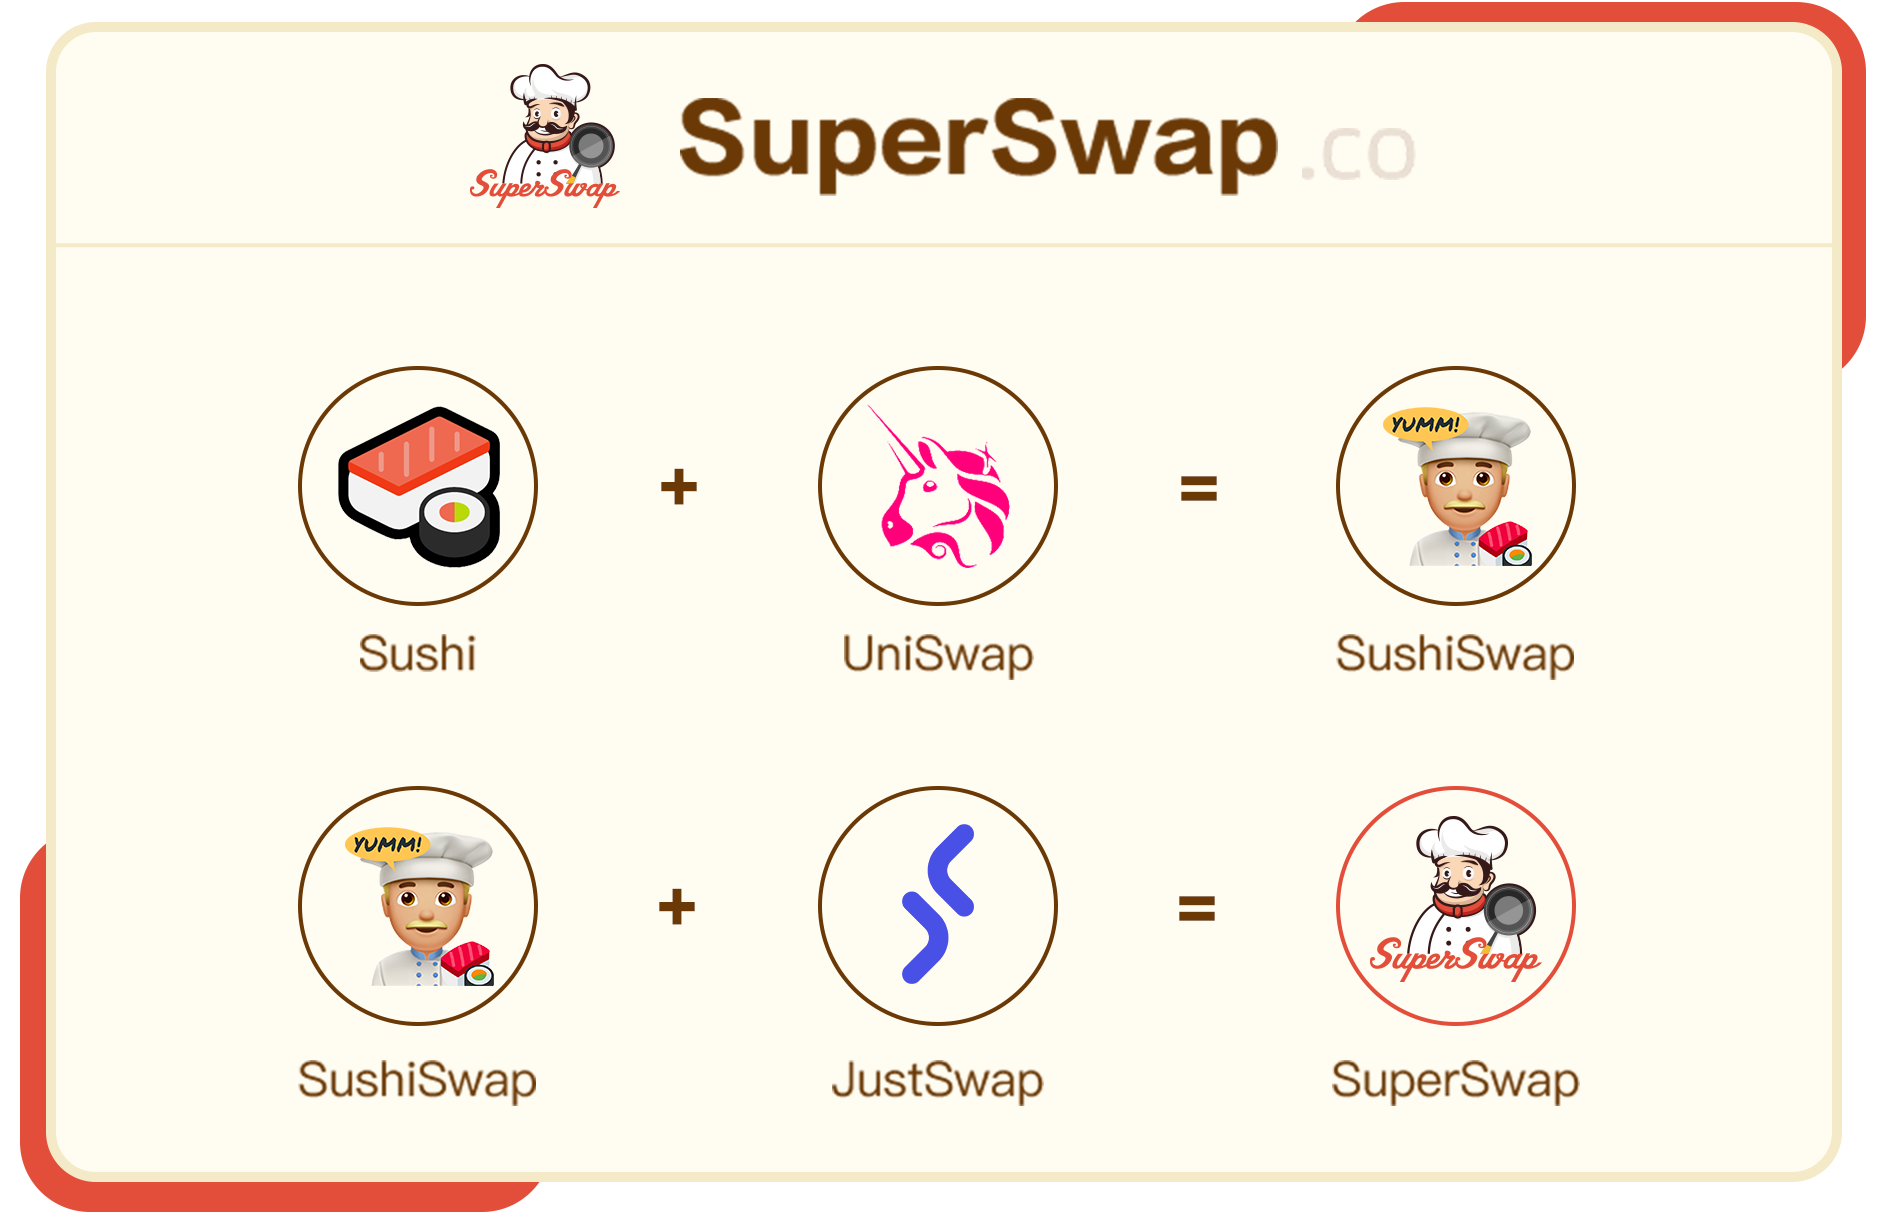 SuperSwap
SuperSwap .co
YUMM!
+ =
Sushi UniSwap SushiSwap
YUMM!
+ =
SuperSwap
SushiSwap JustSwap SuperSwap